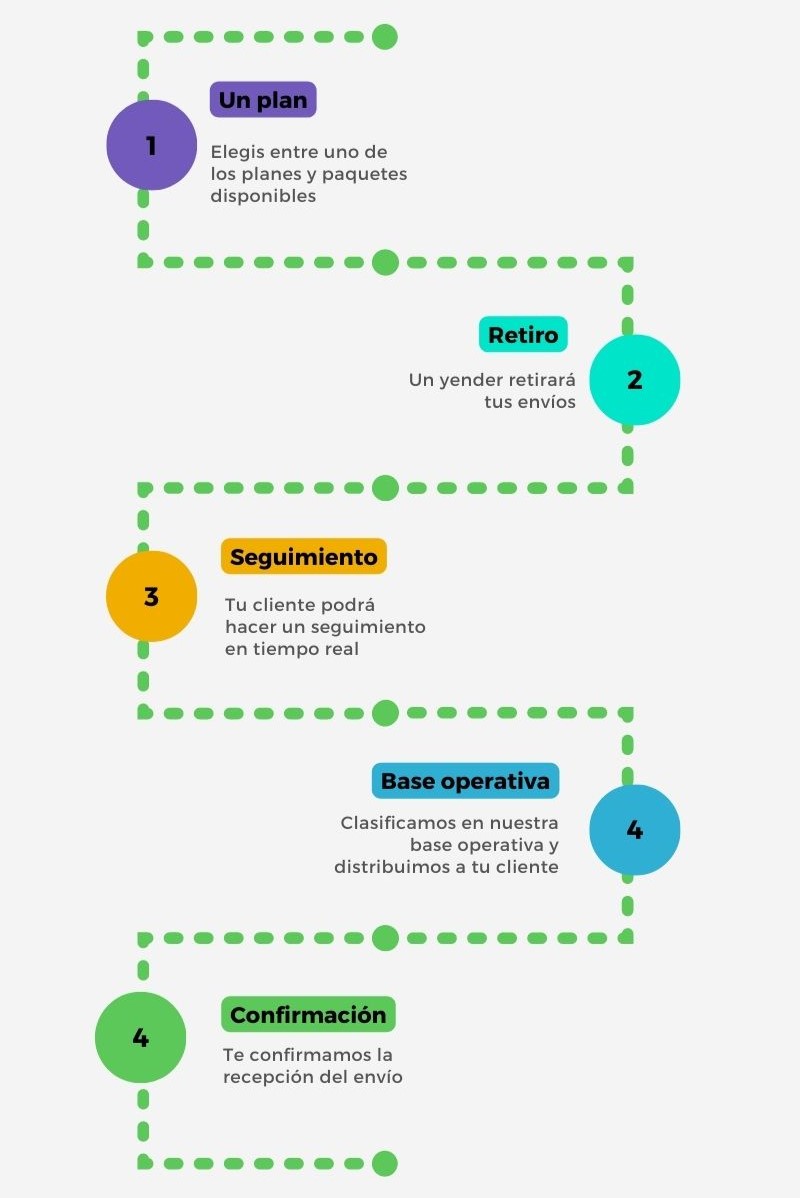 Un plan
1
Elegis entre uno de
los planes y paquetes
disponibles
Retiro
2
Un yender retirará
tus envíos
Seguimiento
3
Tu cliente podrá
hacer un seguimiento
en tiempo real
Base operativa
4
Clasificamos en nuestra
base operativa y
distribuimos a tu cliente
Confirmación
4
Te confirmamos la
recepción del envío